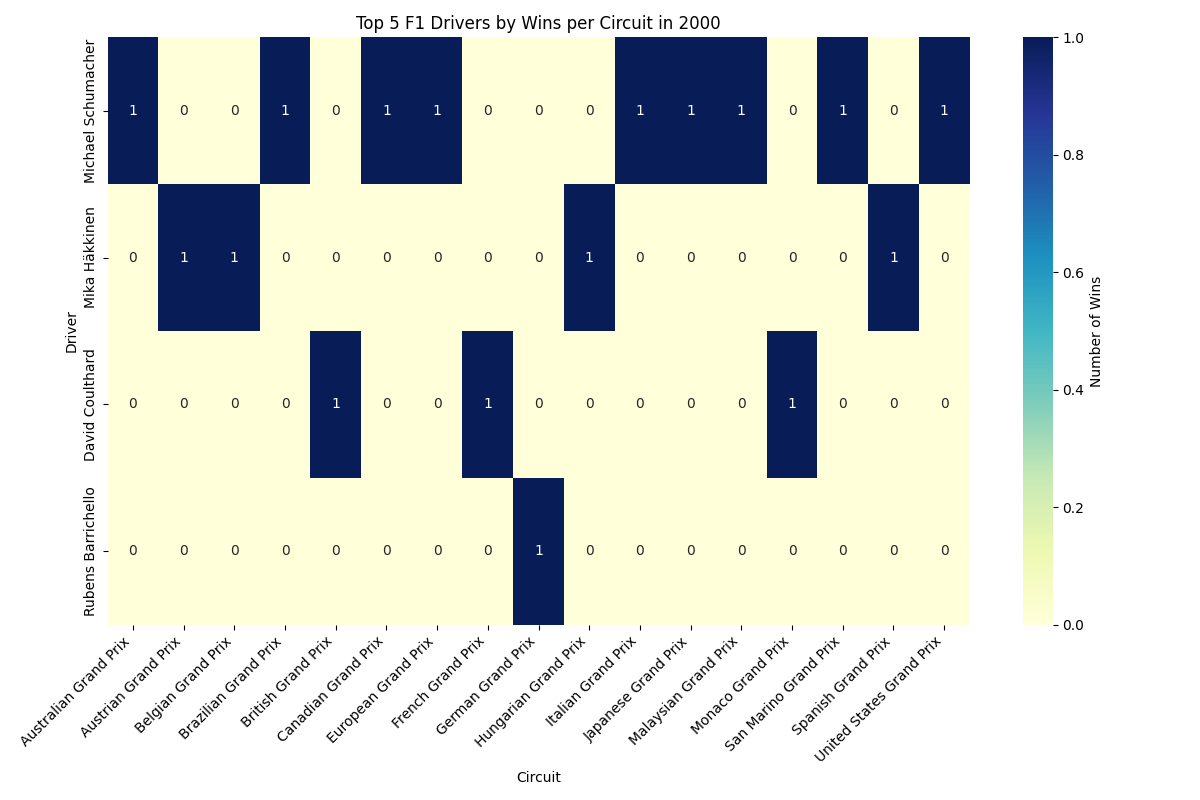 Top 5 F1 Drivers by Wins per Circuit in 2000
Driver
Michael Schumacher
1 0 0 1 0 1 1 0 0 0 1 1 1 0 1 0 1
Mika Häkkinen
0 1 1 0 0 0 0 0 0 1 0 0 0 0 0 1 0
David Coulthard
0 0 0 0 1 0 0 1 0 0 0 0 0 1 0 0 0
Rubens Barrichello
0 0 0 0 0 0 0 0 1 0 0 0 0 0 0 0 0
Australian Grand Prix
Austrian Grand Prix
Belgian Grand Prix
Brazilian Grand Prix
British Grand Prix
Canadian Grand Prix
European Grand Prix
French Grand Prix
German Grand Prix
Hungarian Grand Prix
Italian Grand Prix
Japanese Grand Prix
Malaysian Grand Prix
Monaco Grand Prix
San Marino Grand Prix
Spanish Grand Prix
United States Grand Prix
Circuit
1.0
0.8
0.6
0.4
0.2
0.0
Number of Wins